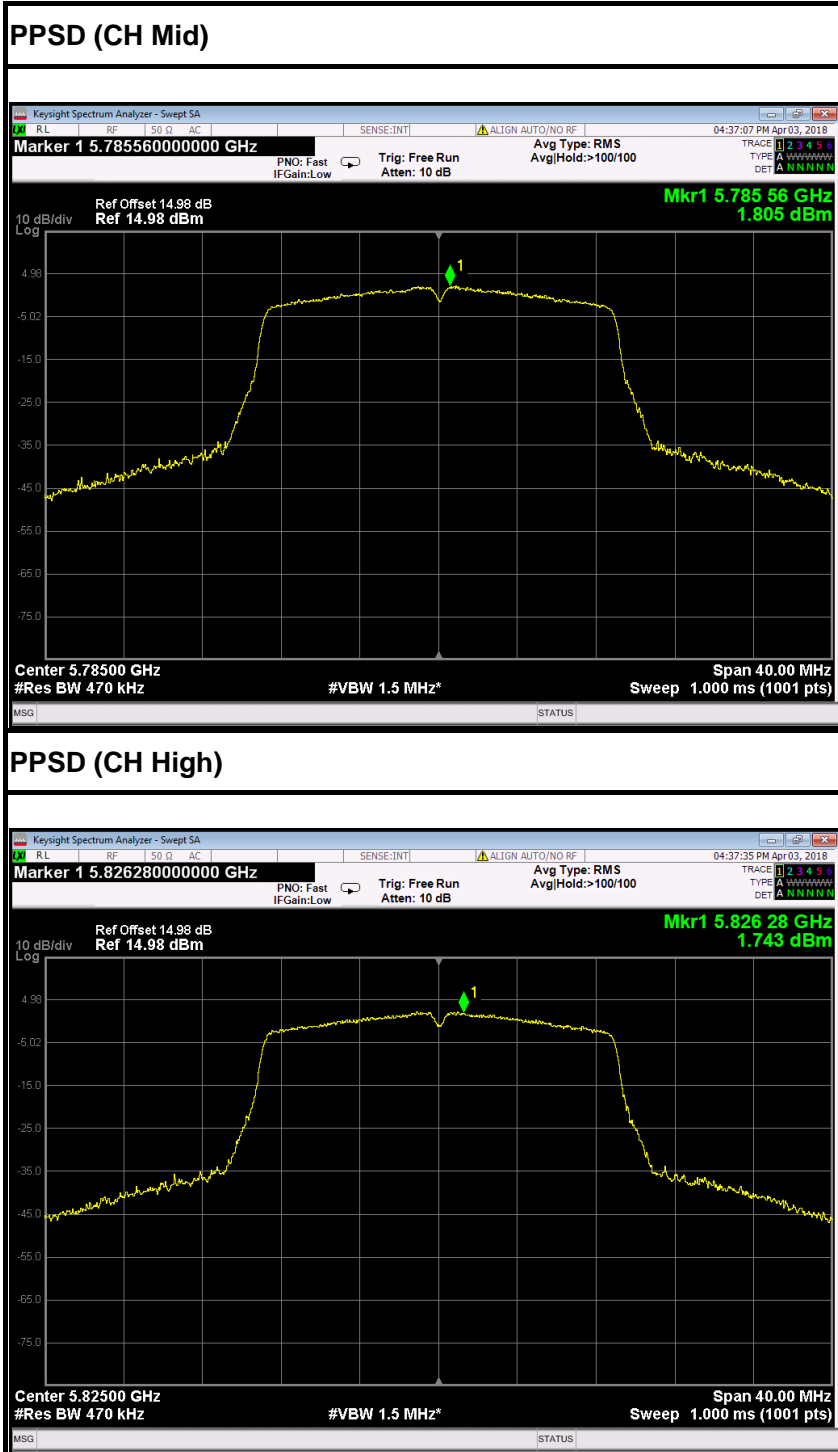 PPSD (CH Mid)
Keysight Spectrum Analyzer - Swept SA
LXI RL RF 50 Ω AC SENSE:INT ALIGN AUTO/NO RF 04:37:07 PM Apr 03, 2018
Marker 1 5.785560000000 GHz
PNO: Fast
IFGain:Low
Trig: Free Run
Atten: 10 dB
Avg Type: RMS
Avg|Hold:>100/100
TRACE 1 2 3 4 5 6
TYPE A WWWWW
DET A N N N N N
Mkr1 5.785 56 GHz
1.805 dBm
Ref Offset 14.98 dB
10 dB/div Ref 14.98 dBm
Log
1
4.98
-5.02
-15.0
-25.0
-35.0
-45.0
-55.0
-65.0
-75.0
Center 5.78500 GHz Span 40.00 MHz
#Res BW 470 kHz #VBW 1.5 MHz* Sweep 1.000 ms (1001 pts)
MSG STATUS
PPSD (CH High)
Keysight Spectrum Analyzer - Swept SA
LXI RL RF 50 Ω AC SENSE:INT ALIGN AUTO/NO RF 04:37:35 PM Apr 03, 2018
Marker 1 5.826280000000 GHz
PNO: Fast
IFGain:Low
Trig: Free Run
Atten: 10 dB
Avg Type: RMS
Avg|Hold:>100/100
TRACE 1 2 3 4 5 6
TYPE A WWWWW
DET A N N N N N
Mkr1 5.826 28 GHz
1.743 dBm
Ref Offset 14.98 dB
10 dB/div Ref 14.98 dBm
Log
1
4.98
-5.02
-15.0
-25.0
-35.0
-45.0
-55.0
-65.0
-75.0
Center 5.82500 GHz Span 40.00 MHz
#Res BW 470 kHz #VBW 1.5 MHz* Sweep 1.000 ms (1001 pts)
MSG STATUS